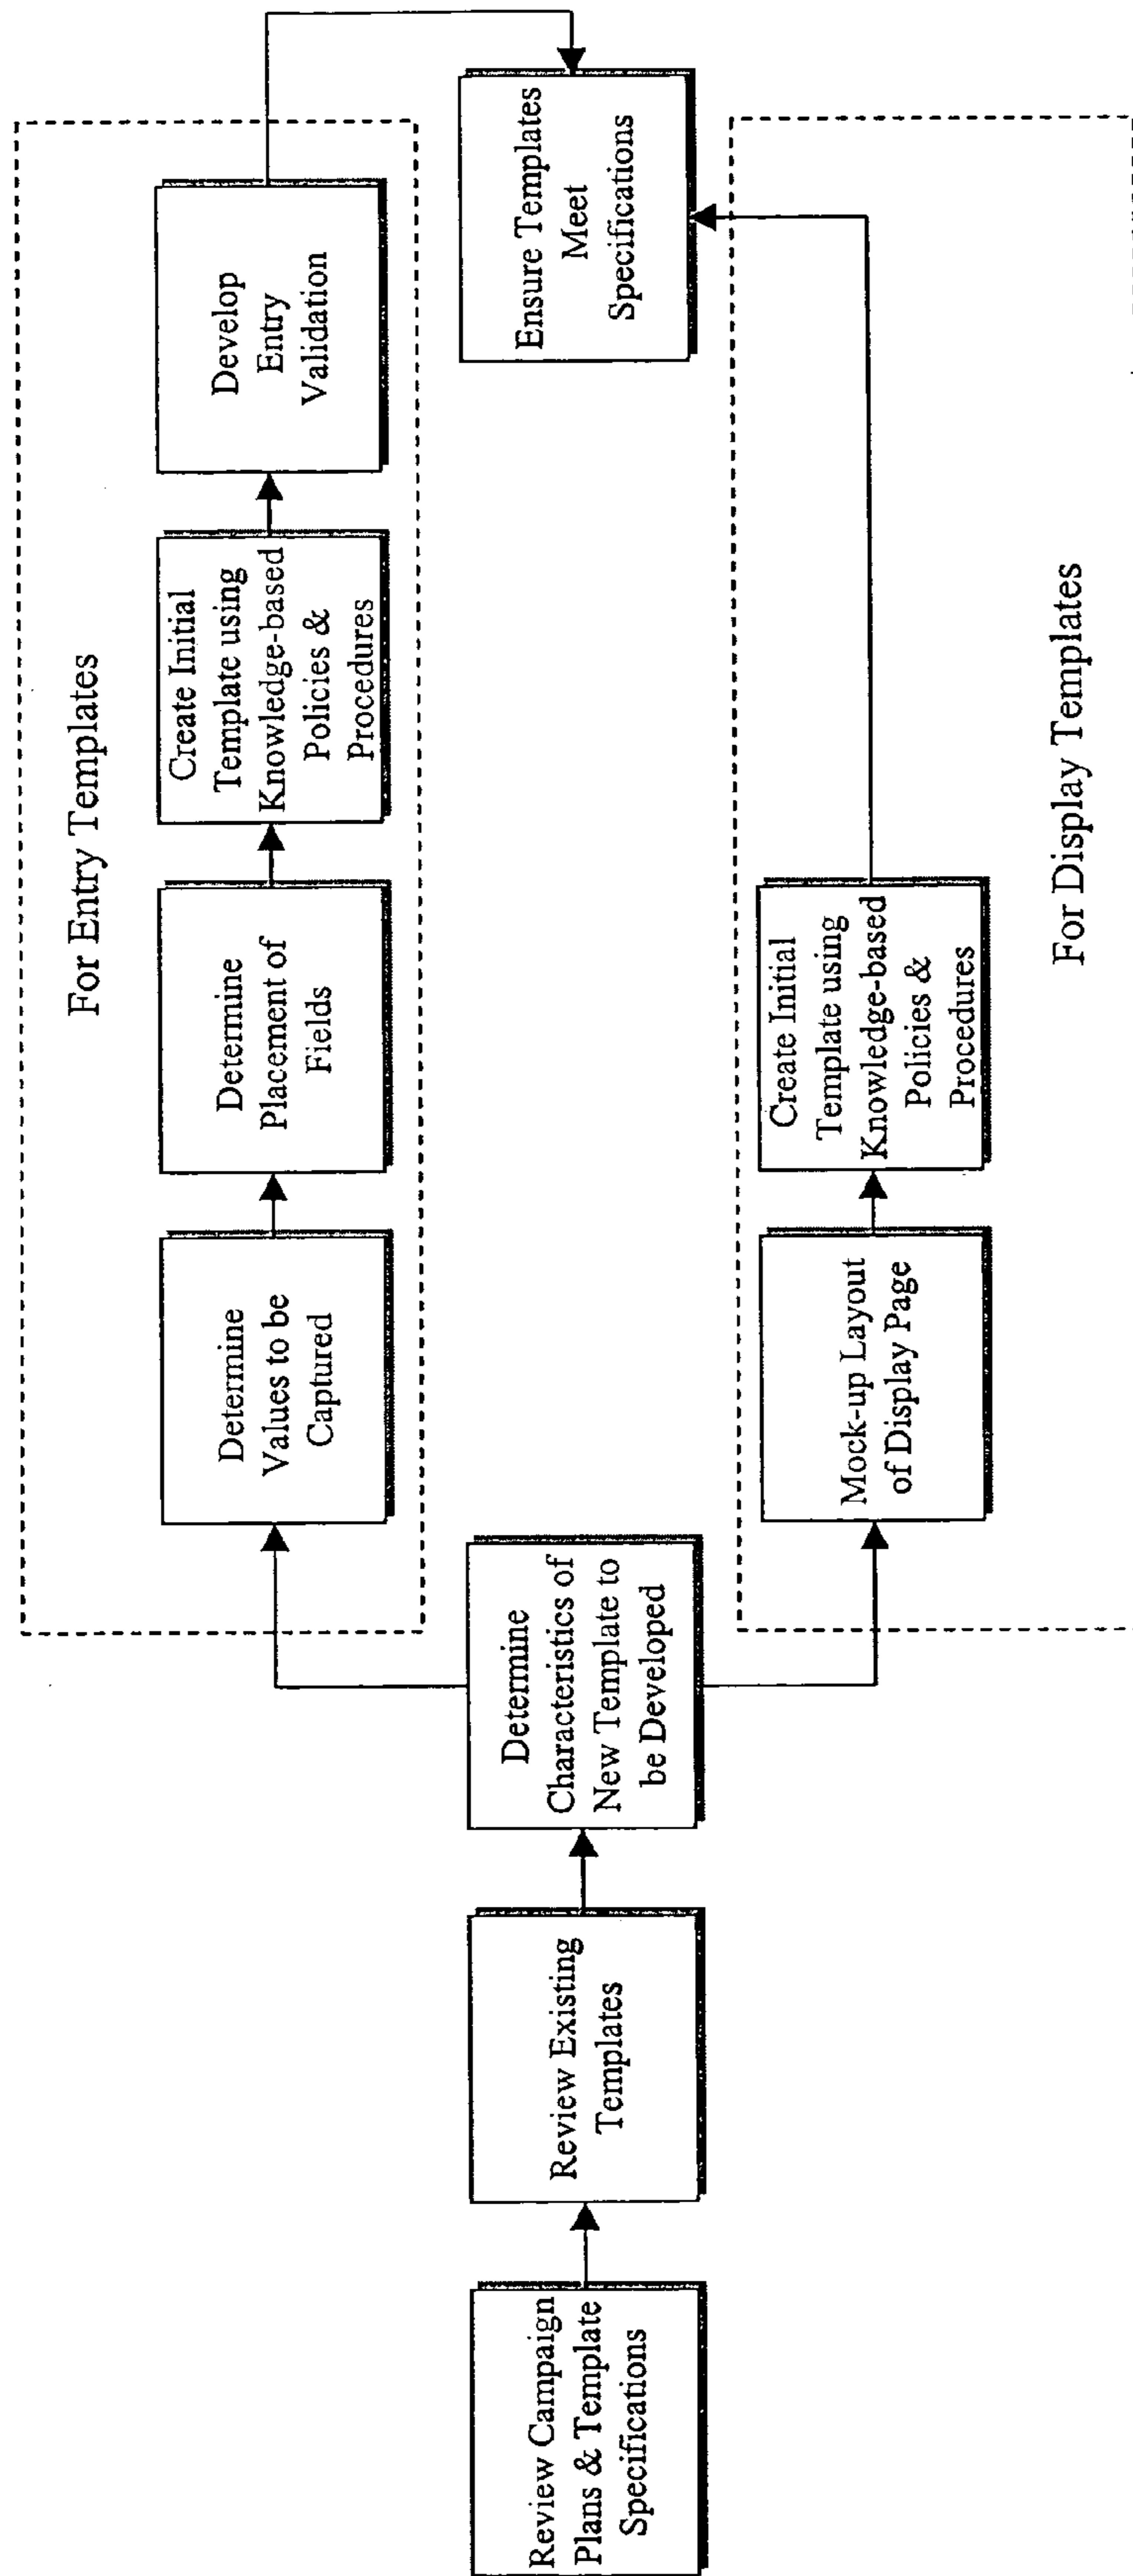 Review Campaign
Plans & Template
Specifications
Review Existing
Templates
Determine
Characteristics of
New Template to
be Developed
For Entry Templates
Determine
Values to be
Captured
Determine
Placement of
Fields
Create Initial
Template using
Knowledge-based
Policies &
Procedures
Develop
Entry
Validation
Mock-up Layout
of Display Page
Create Initial
Template using
Knowledge-based
Policies &
Procedures
For Display Templates
Ensure Templates
Meet
Specifications